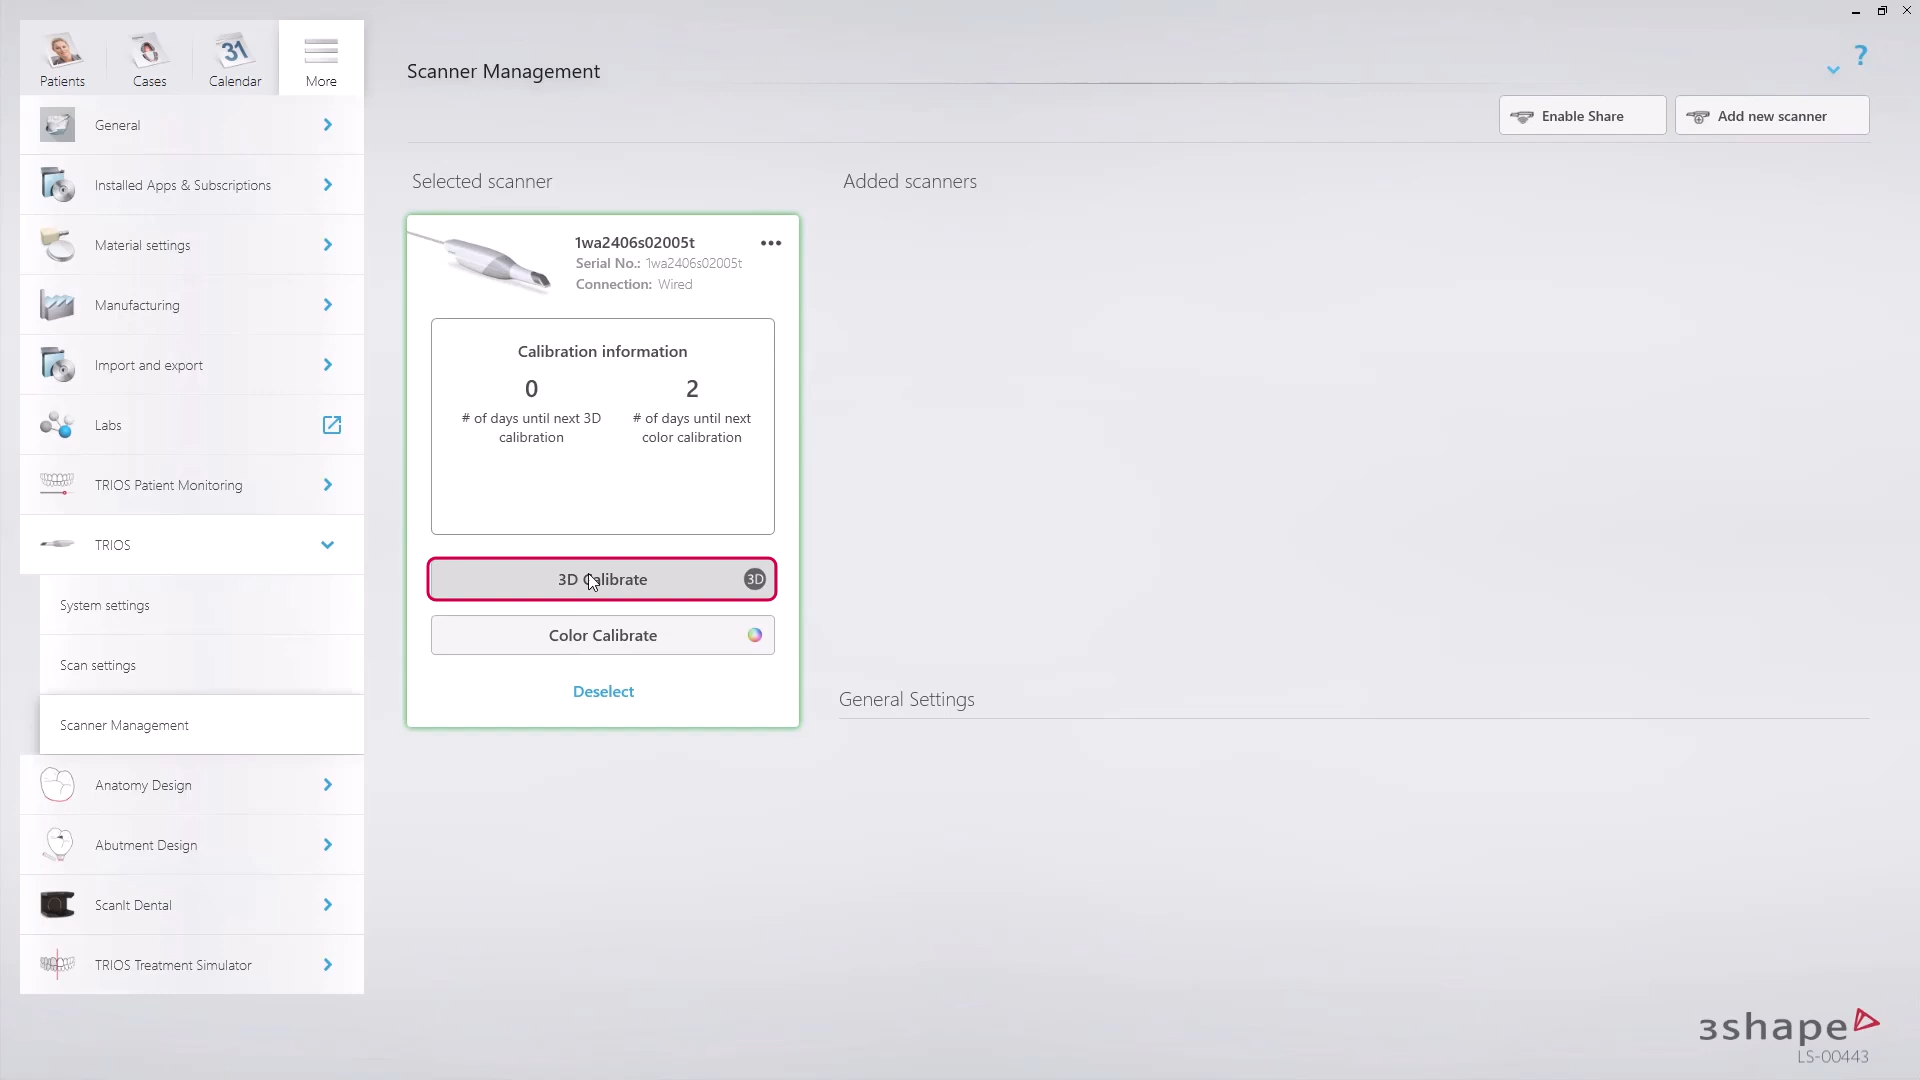 Patients
Cases
31
Calendar
More
Scanner Management
?
Enable Share
Add new scanner
General
Installed Apps & Subscriptions
Material settings
Manufacturing
Import and export
Labs
TRIOS Patient Monitoring
TRIOS
System settings
Scan settings
Scanner Management
Anatomy Design
Abutment Design
ScanIt Dental
TRIOS Treatment Simulator
Selected scanner
Added scanners
1wa2406s02005t
Serial No.: 1wa2406s02005t
Connection: Wired
Calibration information
0
# of days until next 3D
calibration
2
# of days until next
color calibration
3D Calibrate
3D
Color Calibrate
Deselect
General Settings
3shape
LS-00443